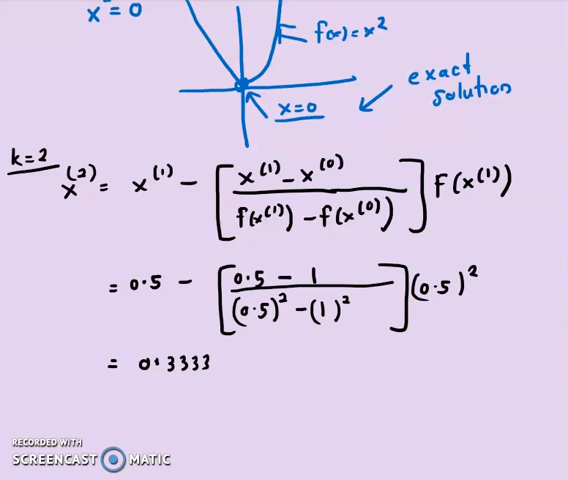 x² = 0
f(x) = x²
exact
solution
x=0
k=2
x⁽²⁾ = x⁽¹⁾ - [ x⁽¹⁾ - x⁽⁰⁾ / f(x⁽¹⁾) - f(x⁽⁰⁾) ] f(x⁽¹⁾)
= 0.5 - [ 0.5 - 1 / (0.5)² - (1)² ] (0.5)²
= 0.3333
RECORDED WITH
SCREENCAST MATIC